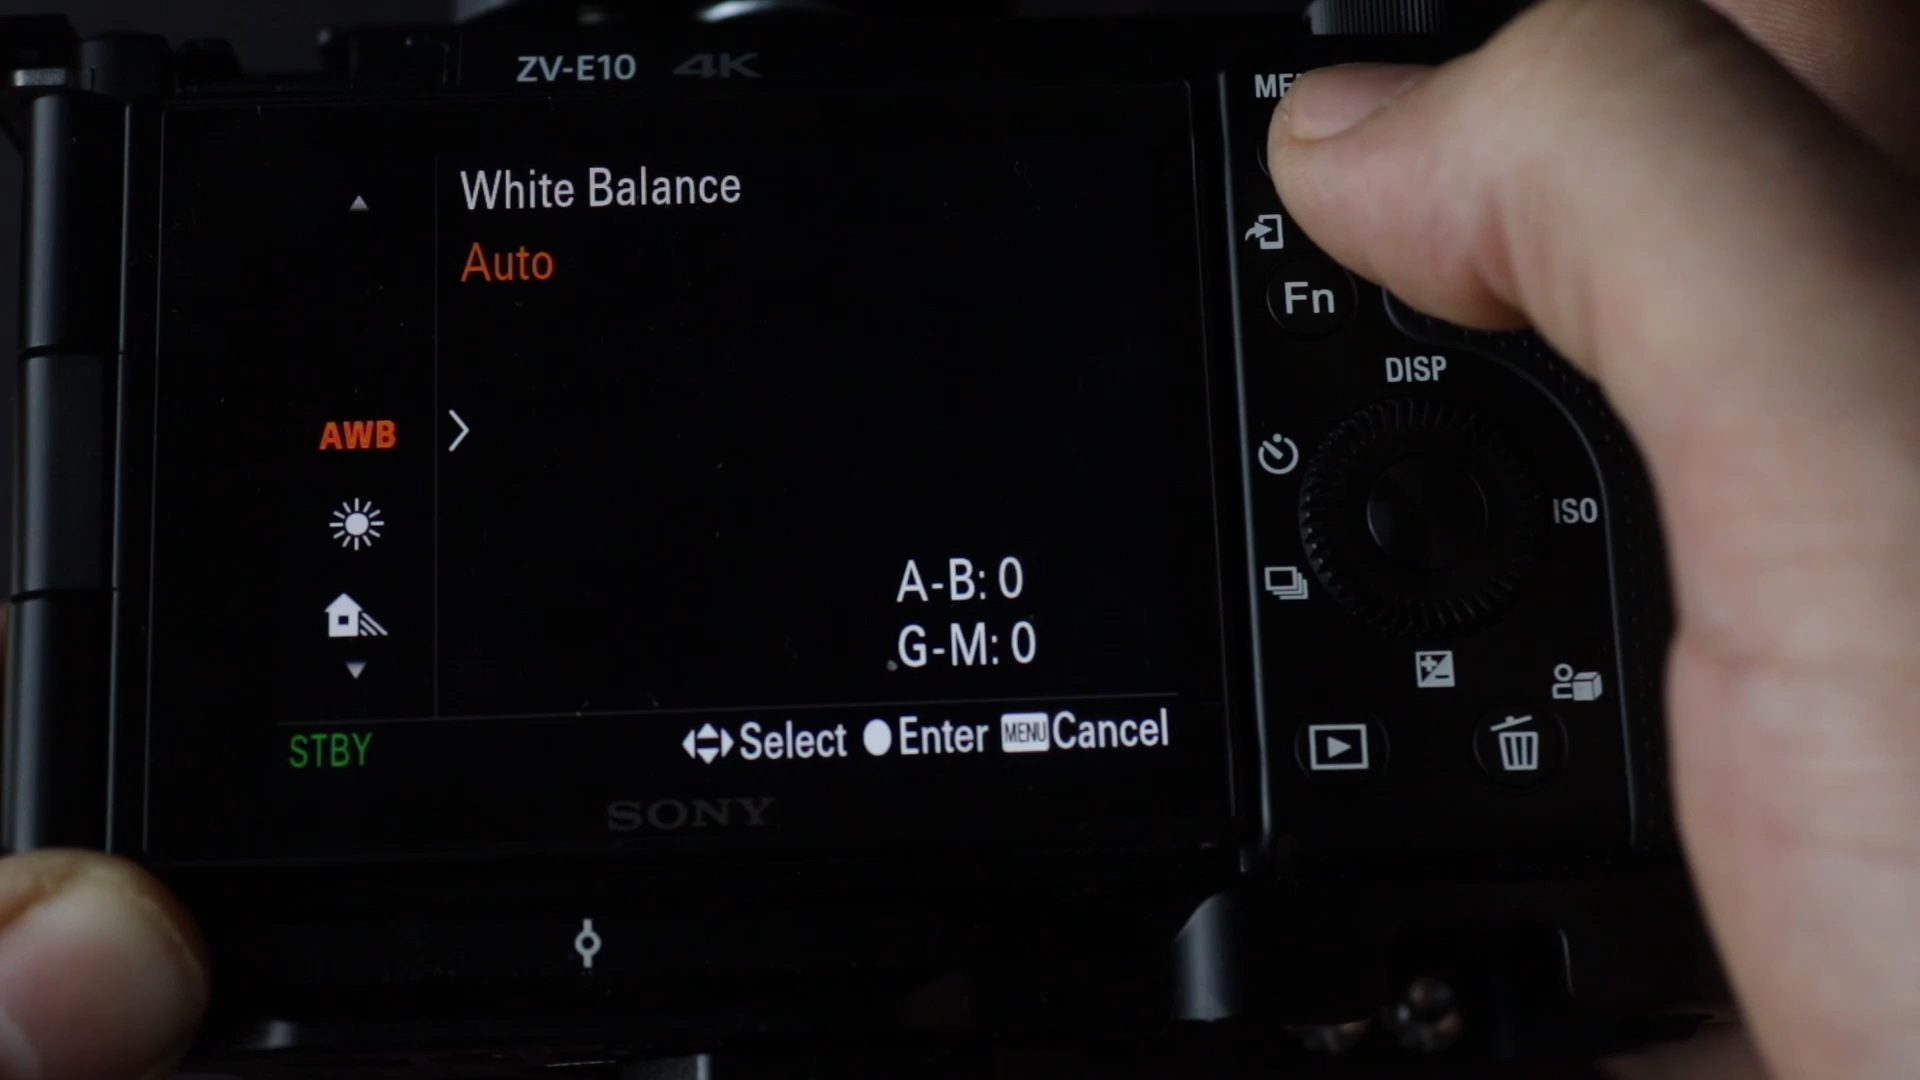 ZV-E10 4K
White Balance
Auto
AWB
A-B: 0
G-M: 0
STBY
Select Enter MENU Cancel
SONY
Fn
DISP
ISO